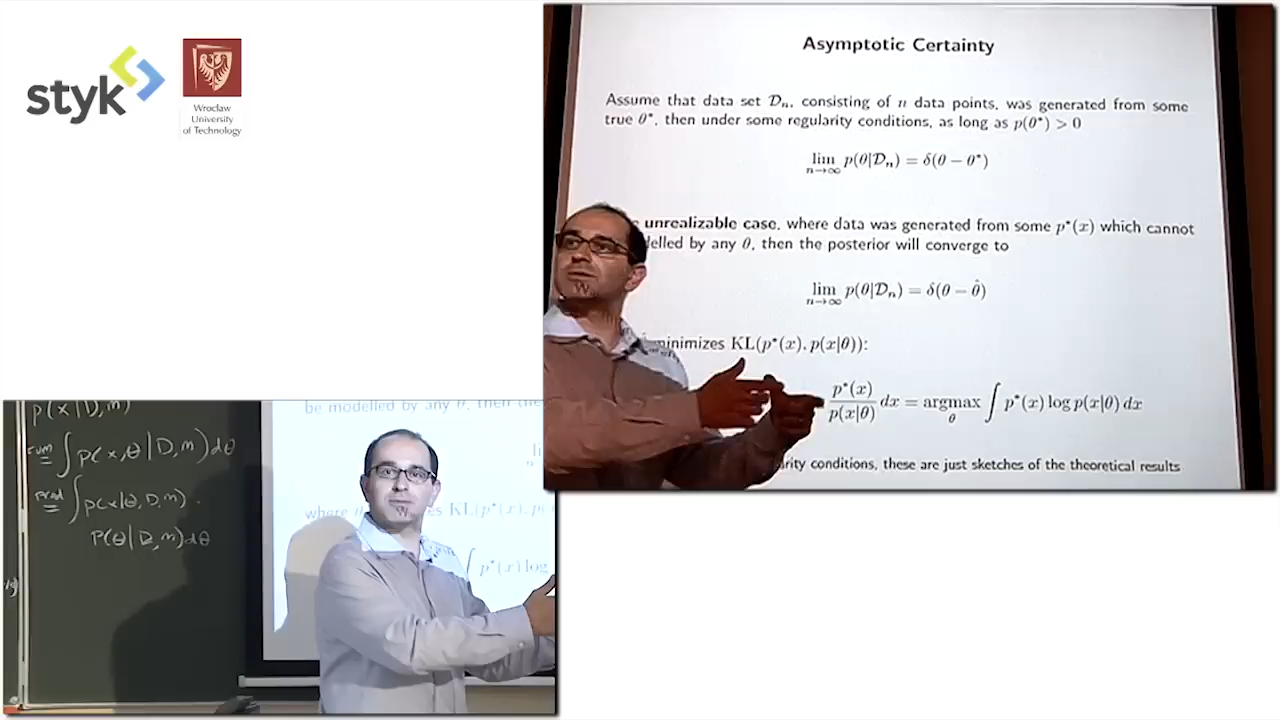 styk
Wrocław
University
of Technology
Asymptotic Certainty
Assume that data set 𝒟ₙ, consisting of n data points, was generated from some
true θ*, then under some regularity conditions, as long as p(θ*) > 0
lim n→∞ p(θ|𝒟ₙ) = δ(θ − θ*)
unrealizable case, where data was generated from some p*(x) which cannot
by any θ, then the posterior will converge to
lim n→∞ p(θ|𝒟ₙ) = δ(θ − θ̂)
minimizes KL(p*(x), p(x|θ)):
p*(x) / p(x|θ) dx = argmax θ ∫ p*(x) log p(x|θ) dx
conditions, these are just sketches of the theoretical results
p(x|D,m)
sum = ∫ p(x,θ|D,m)dθ
prod = ∫ p(x|θ,D,m) ·
p(θ|D,m)dθ
be modelled by any θ, then
where
KL(p*(x), p(
∫ p*(x) log